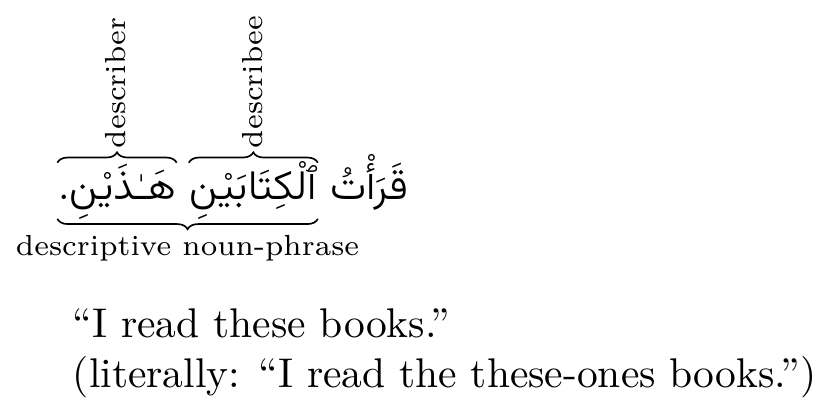 describer
describee
قَرَأْتُ ٱلْكِتَابَيْنِ هَـٰذَيْنِ.
descriptive noun-phrase
“I read these books.”
(literally: “I read the these-ones books.”)